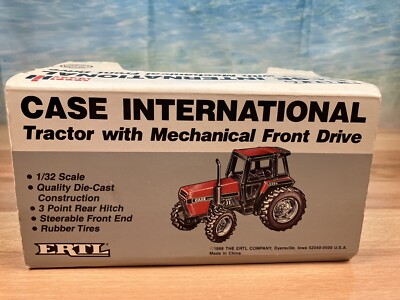 CASE INTERNATIONAL
Tractor with Mechanical Front Drive
• 1/32 Scale
• Quality Die-Cast
Construction
• 3 Point Rear Hitch
• Steerable Front End
• Rubber Tires
ERTL
THE ERTL COMPANY, Dyersville, Iowa 52040-0500 U.S.A.
Made in China